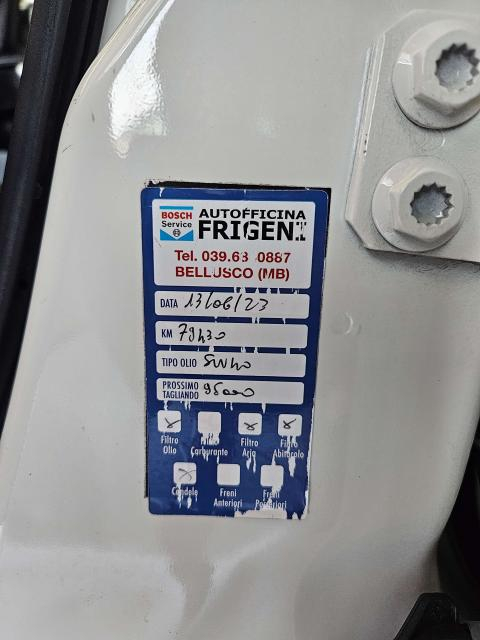 BOSCH
Service
AUTOFFICINA
FRIGENI
Tel. 039.63 0887
BELLUSCO (MB)
DATA 13/06/23
KM 79430
TIPO OLIO 5W40
PROSSIMO
TAGLIANDO 95000
Filtro
Olio
Filtro
Carburante
Filtro
Aria
Filtro
Abitacolo
Candele
Freni
Anteriori
Freni
Posteriori